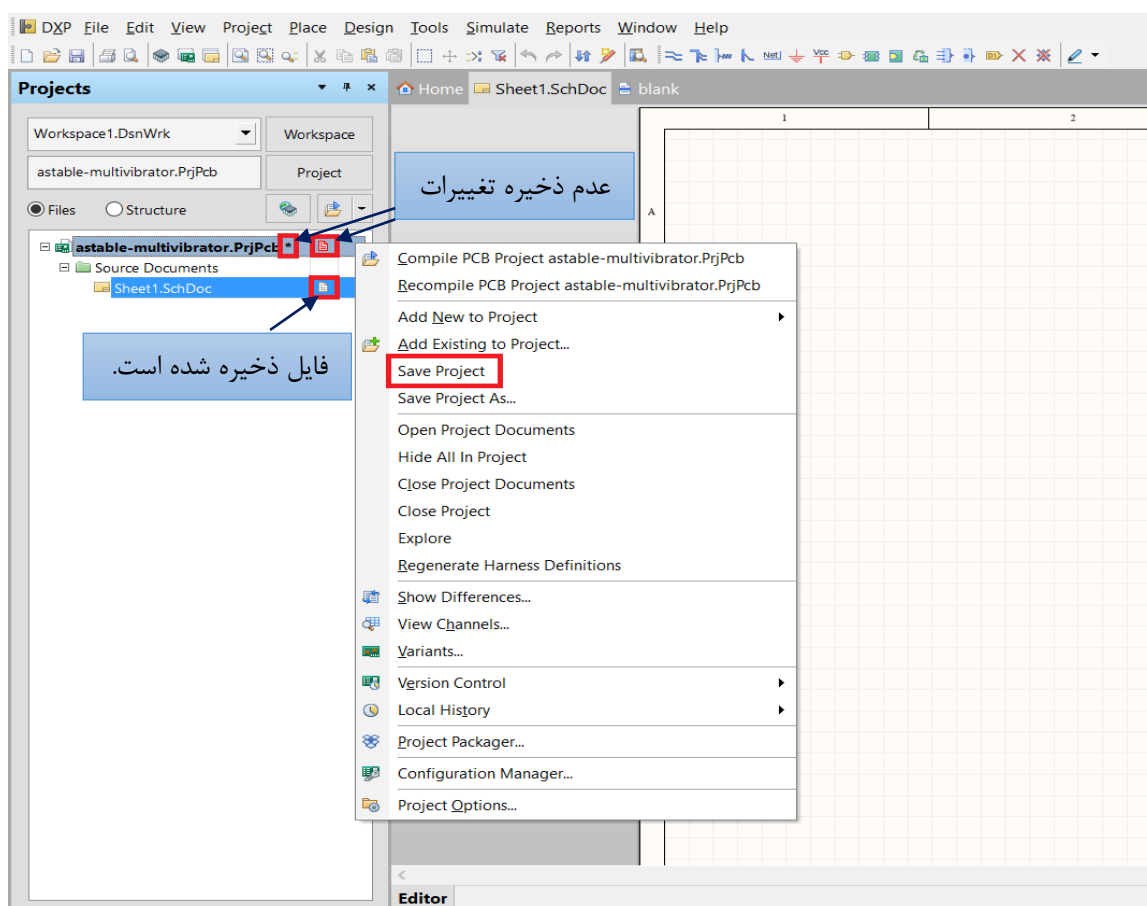 DXP File Edit View Project Place Design Tools Simulate Reports Window Help
Projects
Home Sheet1.SchDoc blank
Workspace1.DsnWrk Workspace
astable-multivibrator.PrjPcb Project
Files Structure
astable-multivibrator.PrjPcb *
Source Documents
Sheet1.SchDoc
عدم ذخیره تغییرات
فایل ذخیره شده است.
Compile PCB Project astable-multivibrator.PrjPcb
Recompile PCB Project astable-multivibrator.PrjPcb
Add New to Project
Add Existing to Project...
Save Project
Save Project As...
Open Project Documents
Hide All In Project
Close Project Documents
Close Project
Explore
Regenerate Harness Definitions
Show Differences...
View Channels...
Variants...
Version Control
Local History
Project Packager...
Configuration Manager...
Project Options...
1 2
A
Editor